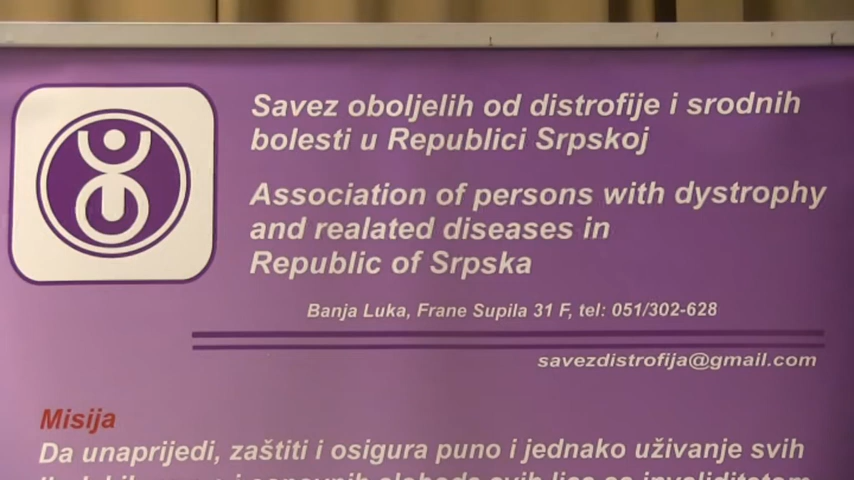 Savez oboljelih od distrofije i srodnih
bolesti u Republici Srpskoj
Association of persons with dystrophy
and realated diseases in
Republic of Srpska
Banja Luka, Frane Supila 31 F, tel: 051/302-628
savezdistrofija@gmail.com
Misija
Da unaprijedi, zaštiti i osigura puno i jednako uživanje svih